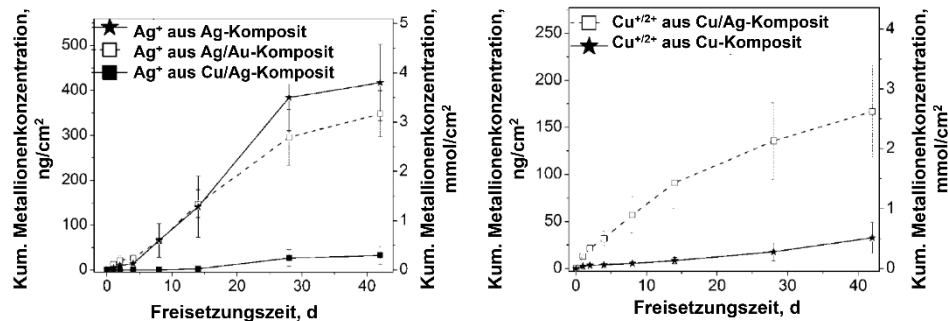 Kum. Metallionenkonzentration,
ng/cm²
500
400
300
200
100
0
Ag⁺ aus Ag-Komposit
Ag⁺ aus Ag/Au-Komposit
Ag⁺ aus Cu/Ag-Komposit
5
4
3
2
1
0
Kum. Metallionenkonzentration,
mmol/cm²
0 10 20 30 40
Freisetzungszeit, d
Kum. Metallionenkonzentration,
ng/cm²
250
200
150
100
50
0
Cu⁺/²⁺ aus Cu/Ag-Komposit
Cu⁺/²⁺ aus Cu-Komposit
4
3
2
1
0
Kum. Metallionenkonzentration,
mmol/cm²
0 10 20 30 40
Freisetzungszeit, d